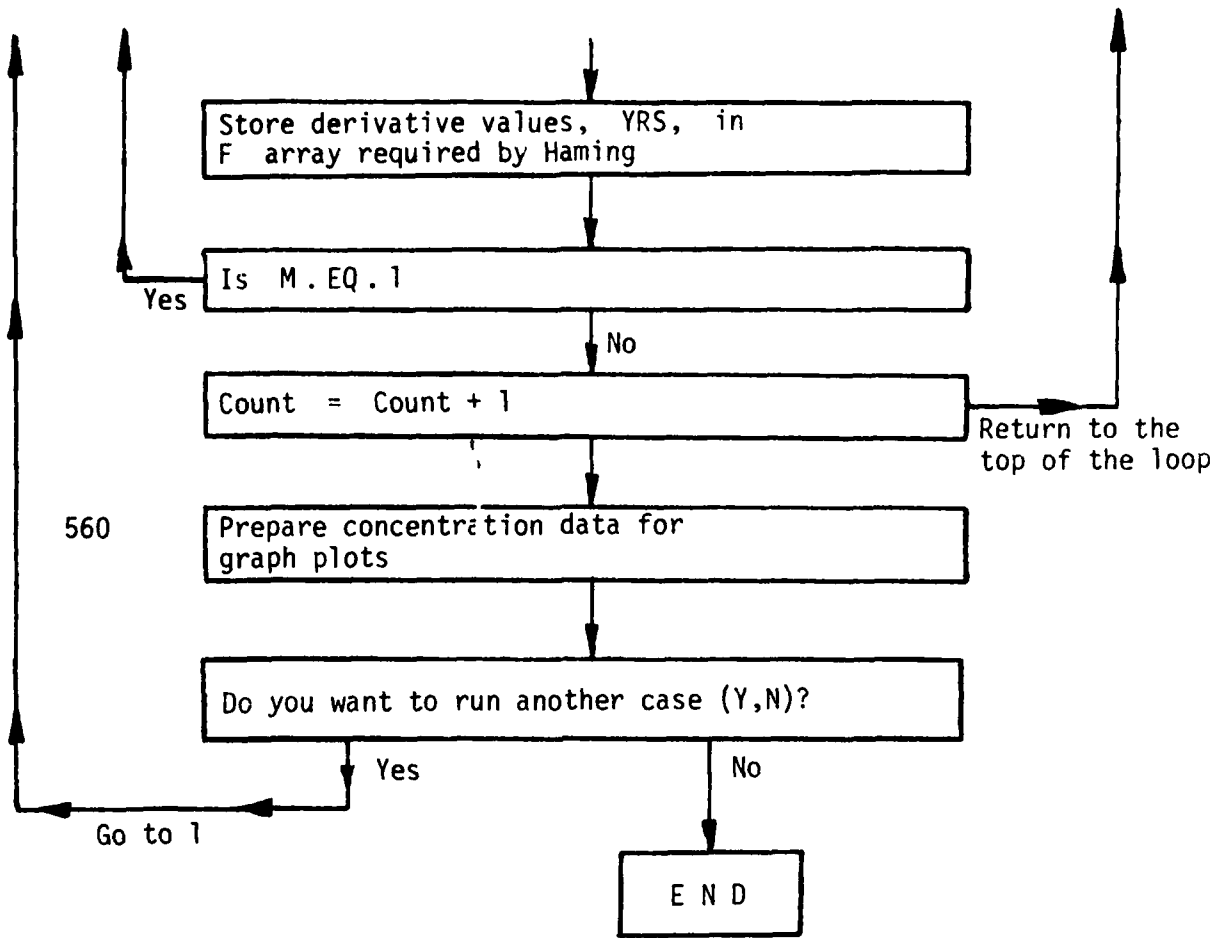 Store derivative values, YRS, in
F array required by Haming
Is M.EQ.1
Yes
No
Count = Count + 1
Return to the
top of the loop
560
Prepare concentration data for
graph plots
Do you want to run another case (Y,N)?
Yes
No
Go to 1
E N D